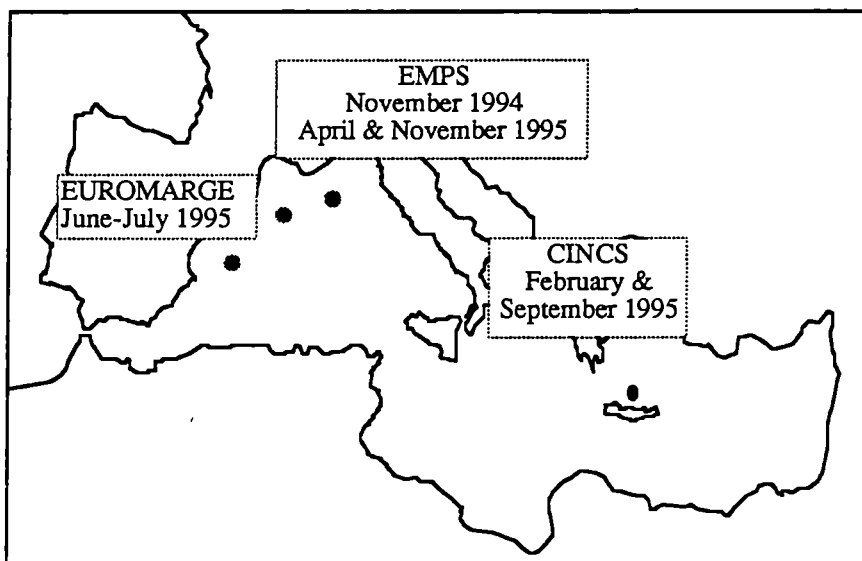 EMPS
November 1994
April & November 1995
EUROMARGE
June-July 1995
CINCS
February &
September 1995